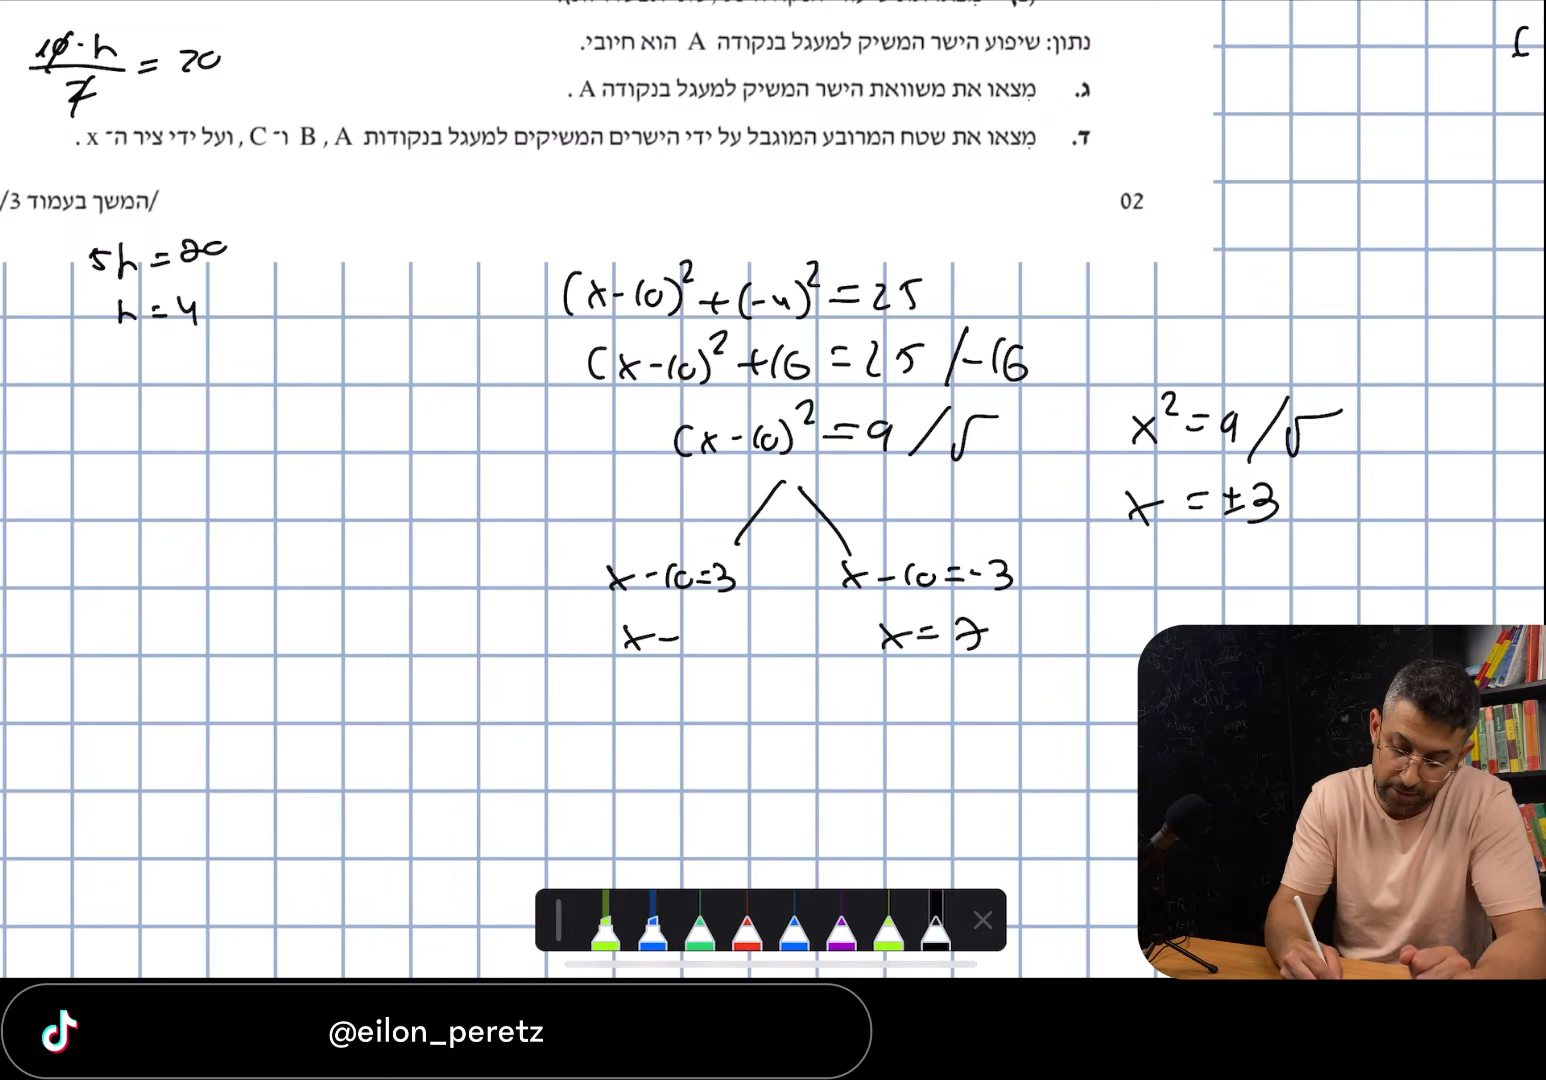 נתון: שיפוע הישר המשיק למעגל בנקודה A הוא חיובי.
ג. מִצאו את משוואת הישר המשיק למעגל בנקודה A .
ד. מִצאו את שטח המרובע המוגבל על ידי הישרים המשיקים למעגל בנקודות B , A ו־ C , ועל ידי ציר ה־ x .
02
/המשך בעמוד 3/
10·h/2 = 20
5h = 20
h = 4
(x-10)²+(-4)²=25
(x-10)²+16=25 /-16
(x-10)²=9 /√
x²=9 /√
x = ±3
x-10=3
x-10=-3
x-
x=7
@eilon_peretz